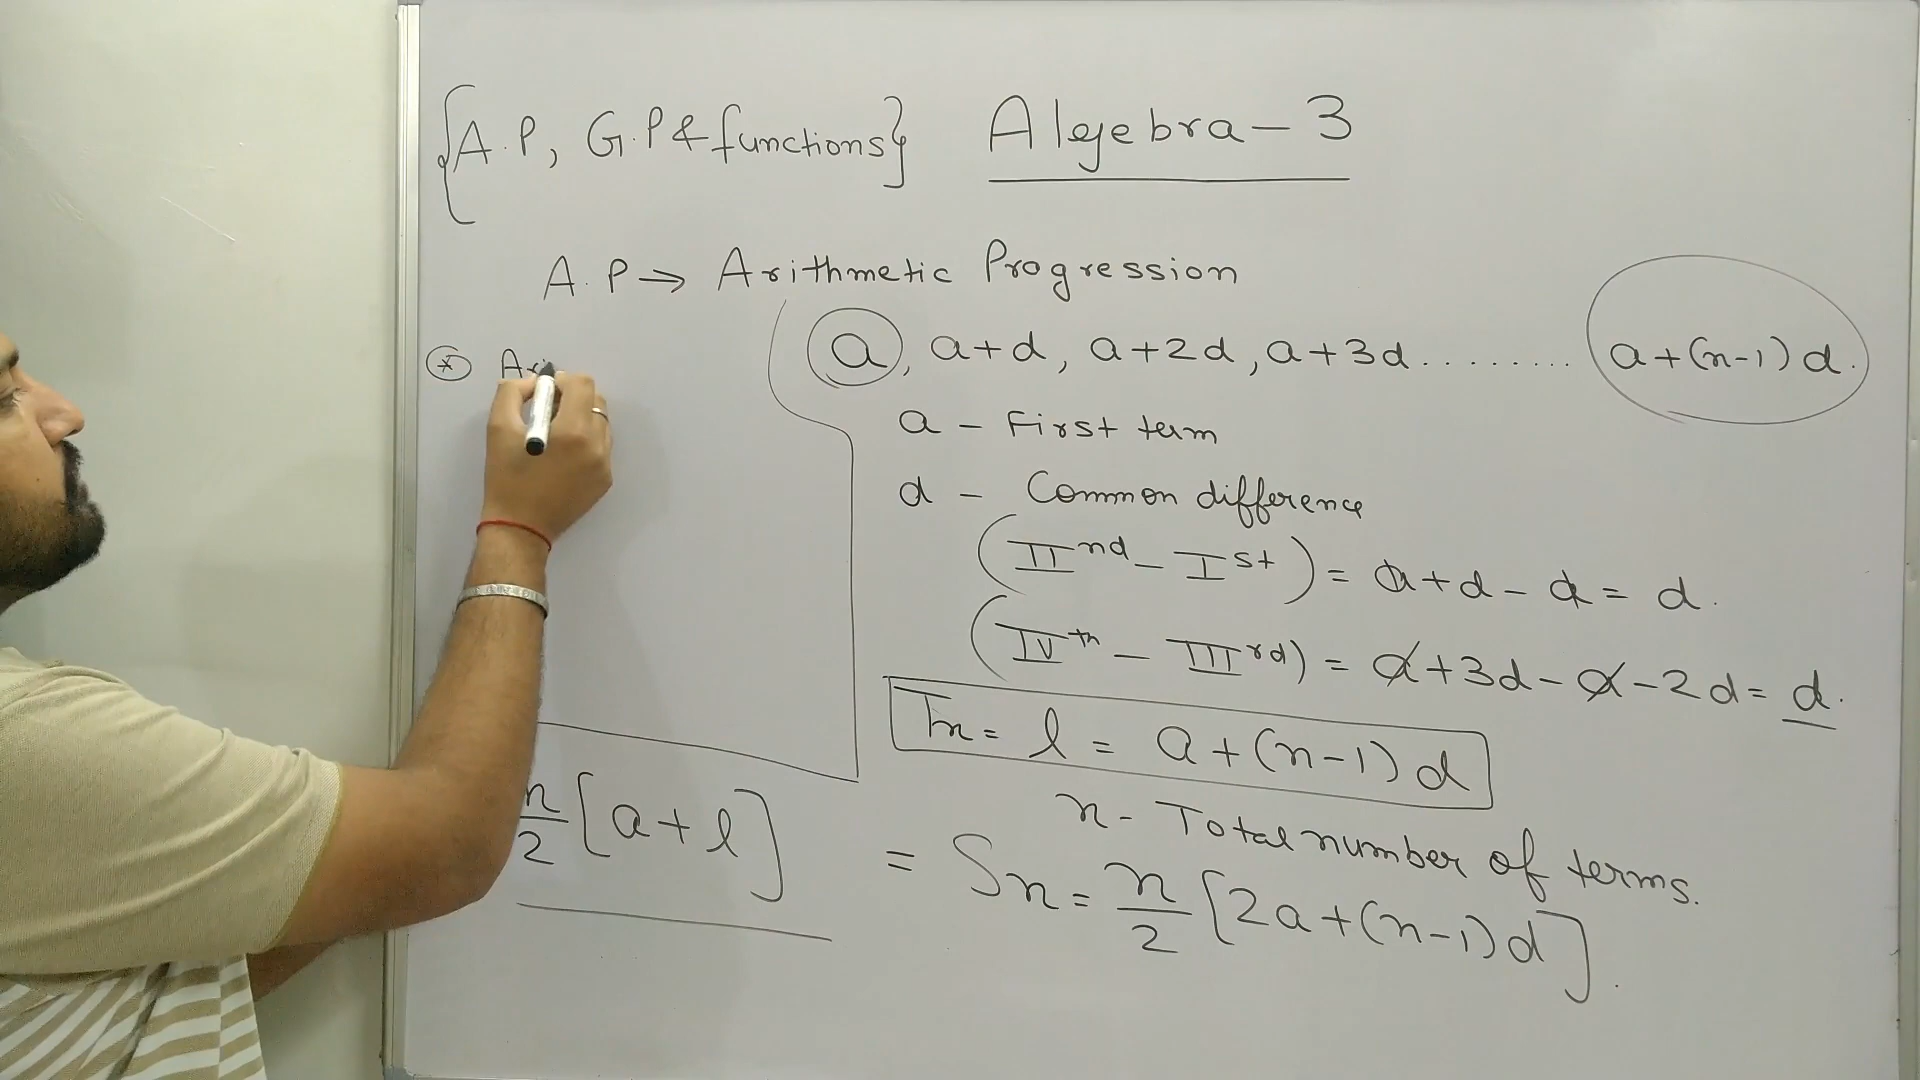 {A.P, G.P & functions} Algebra - 3
A.P → Arithmetic Progression
a, a+d, a+2d, a+3d ......... a+(n-1)d.
* Ari
a - First term
d - Common difference
(IInd - Ist) = a+d-a = d.
(IVth - IIIrd) = a+3d-a-2d = d.
Tn = l = a+(n-1)d
n - Total number of terms.
n/2 [a+l] = Sn = n/2 [2a+(n-1)d].